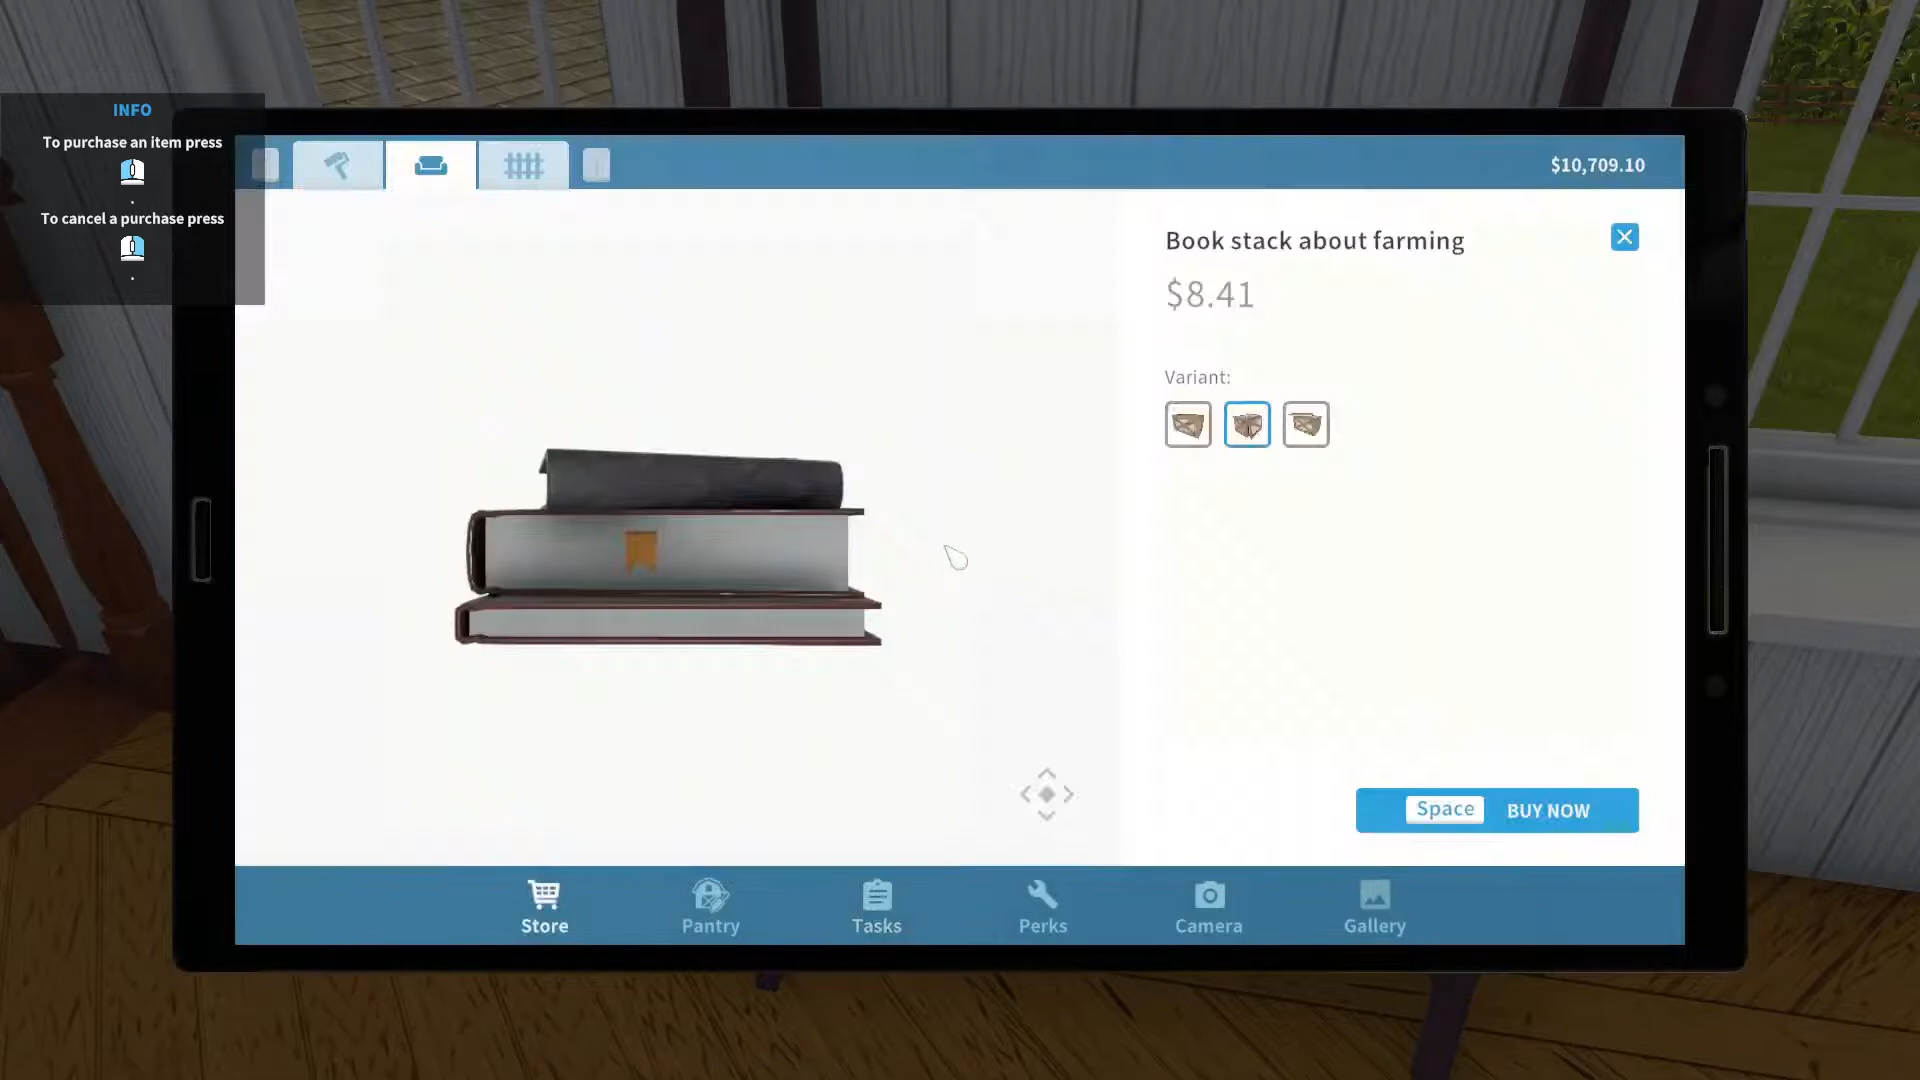 INFO
To purchase an item press
.
To cancel a purchase press
.
$10,709.10
Book stack about farming
$8.41
Variant:
Space BUY NOW
Store Pantry Tasks Perks Camera Gallery